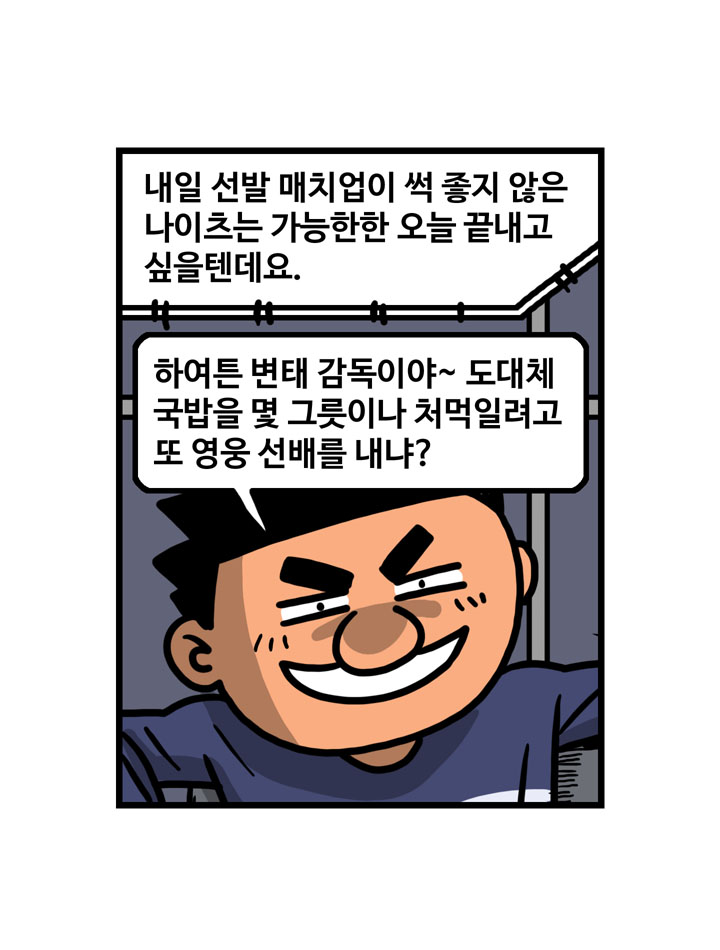 내일 선발 매치업이 썩 좋지 않은
나이츠는 가능한한 오늘 끝내고
싶을텐데요.
하여튼 변태 감독이야~ 도대체
국밥을 몇 그릇이나 처먹일려고
또 영웅 선배를 내냐?